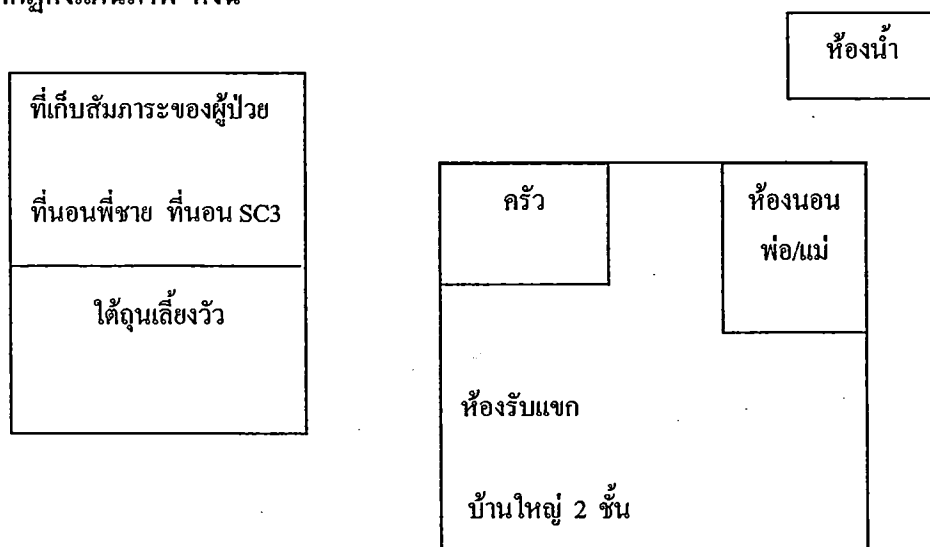 ห้องน้ำ
ที่เก็บสัมภาระของผู้ป่วย
ที่นอนพี่ชาย ที่นอน SC3
ใต้ถุนเลี้ยงวัว
ครัว
ห้องนอน
พ่อ/แม่
ห้องรับแขก
บ้านใหญ่ 2 ชั้น